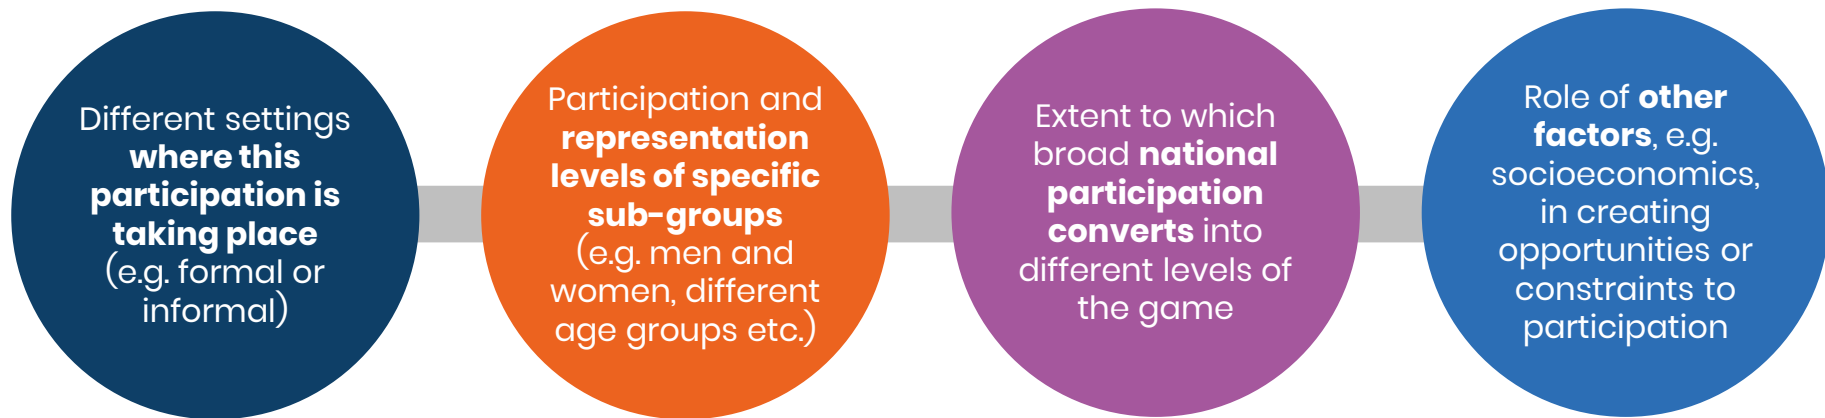 Different settings
where this
participation is
taking place
(e.g. formal or
informal)
Participation and
representation
levels of specific
sub-groups
(e.g. men and
women, different
age groups etc.)
Extent to which
broad national
participation
converts into
different levels of
the game
Role of other
factors, e.g.
socioeconomics,
in creating
opportunities or
constraints to
participation